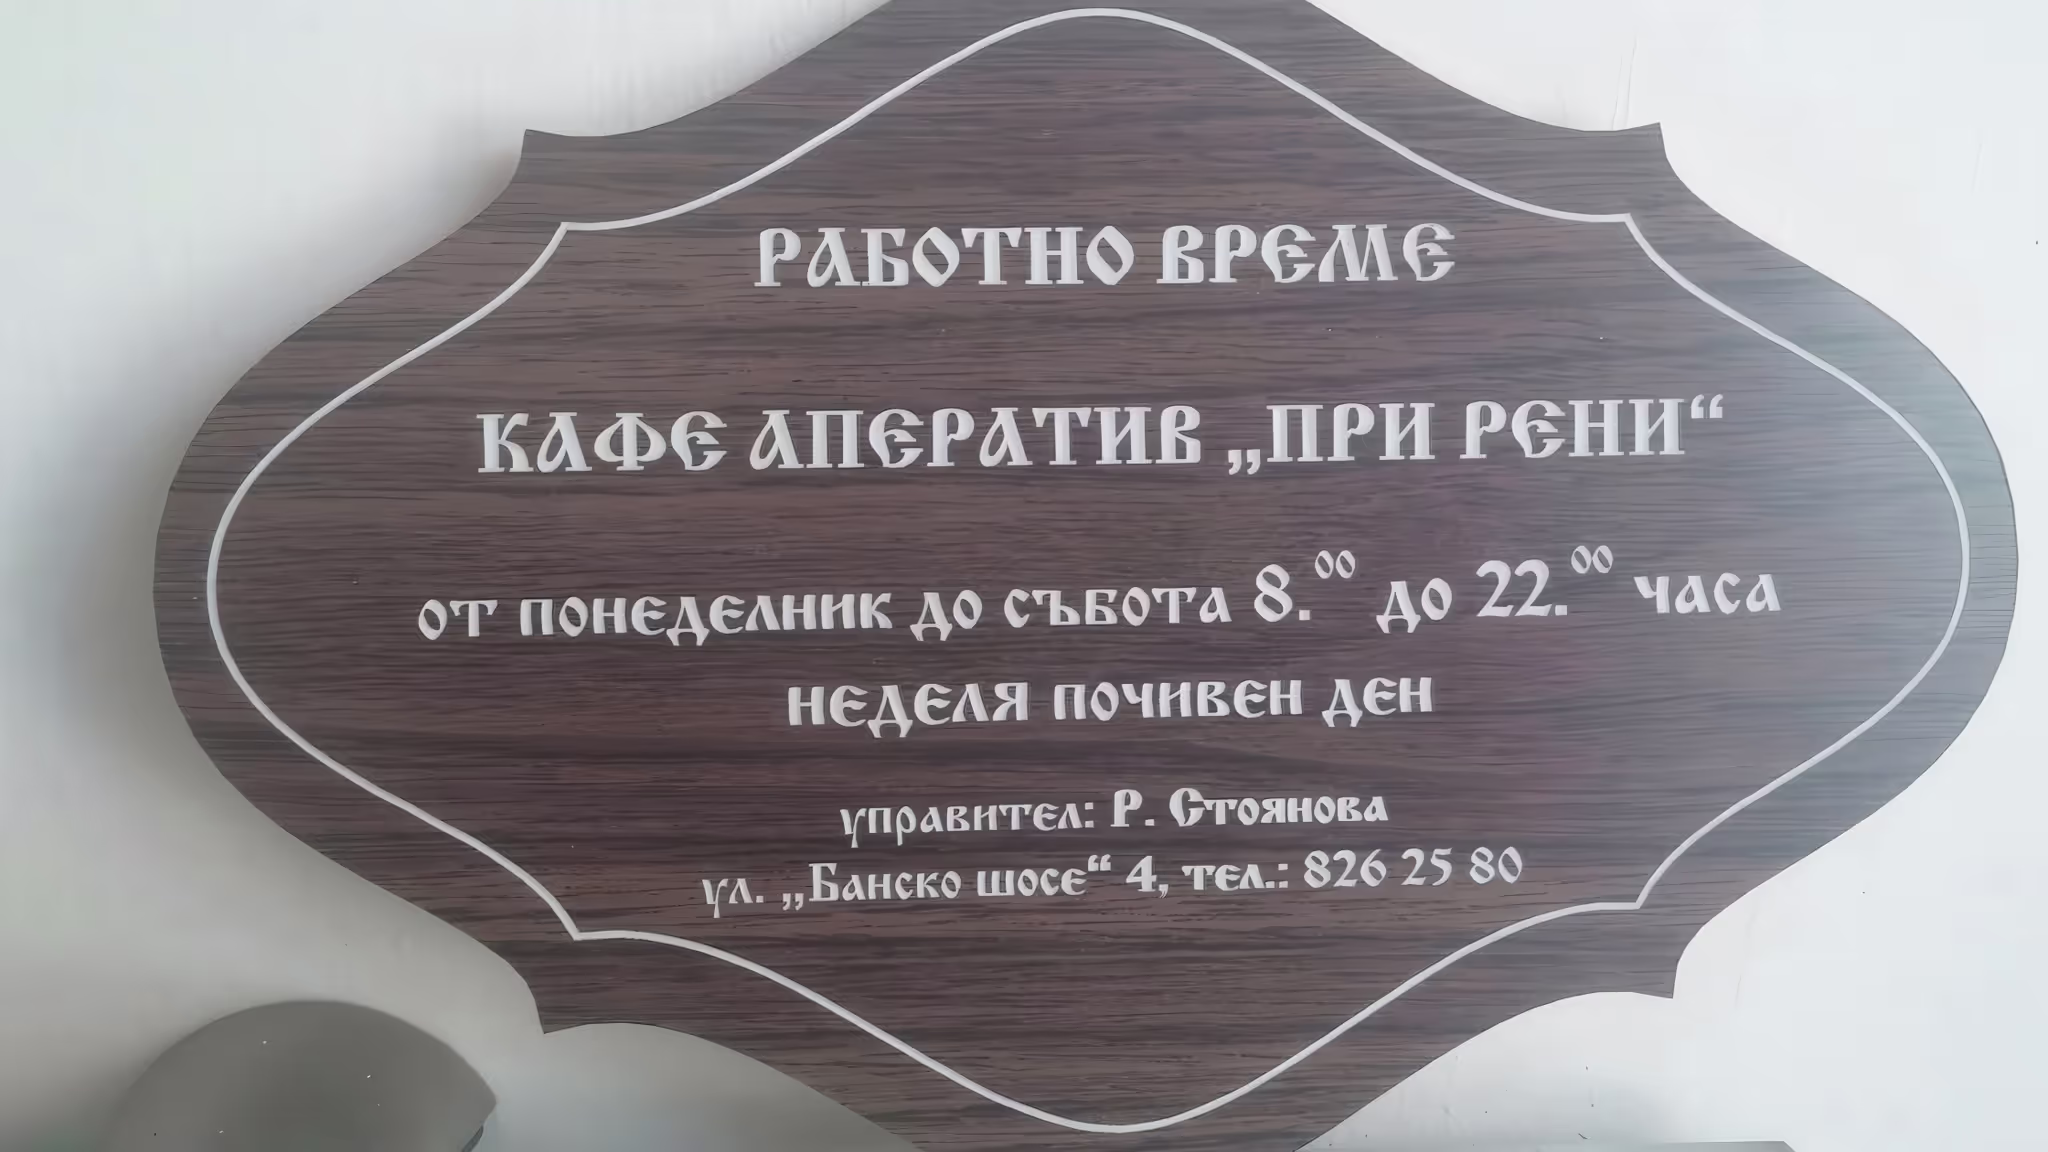 РАБОТНО ВРЕМЕ
КАФЕ АПЕРАТИВ „ПРИ РЕНИ“
от понеделник до събота 8.00 до 22.00 часа
неделя почивен ден
управител: Р. Стоянова
ул. „Банско шосе“ 4, тел.: 826 25 80